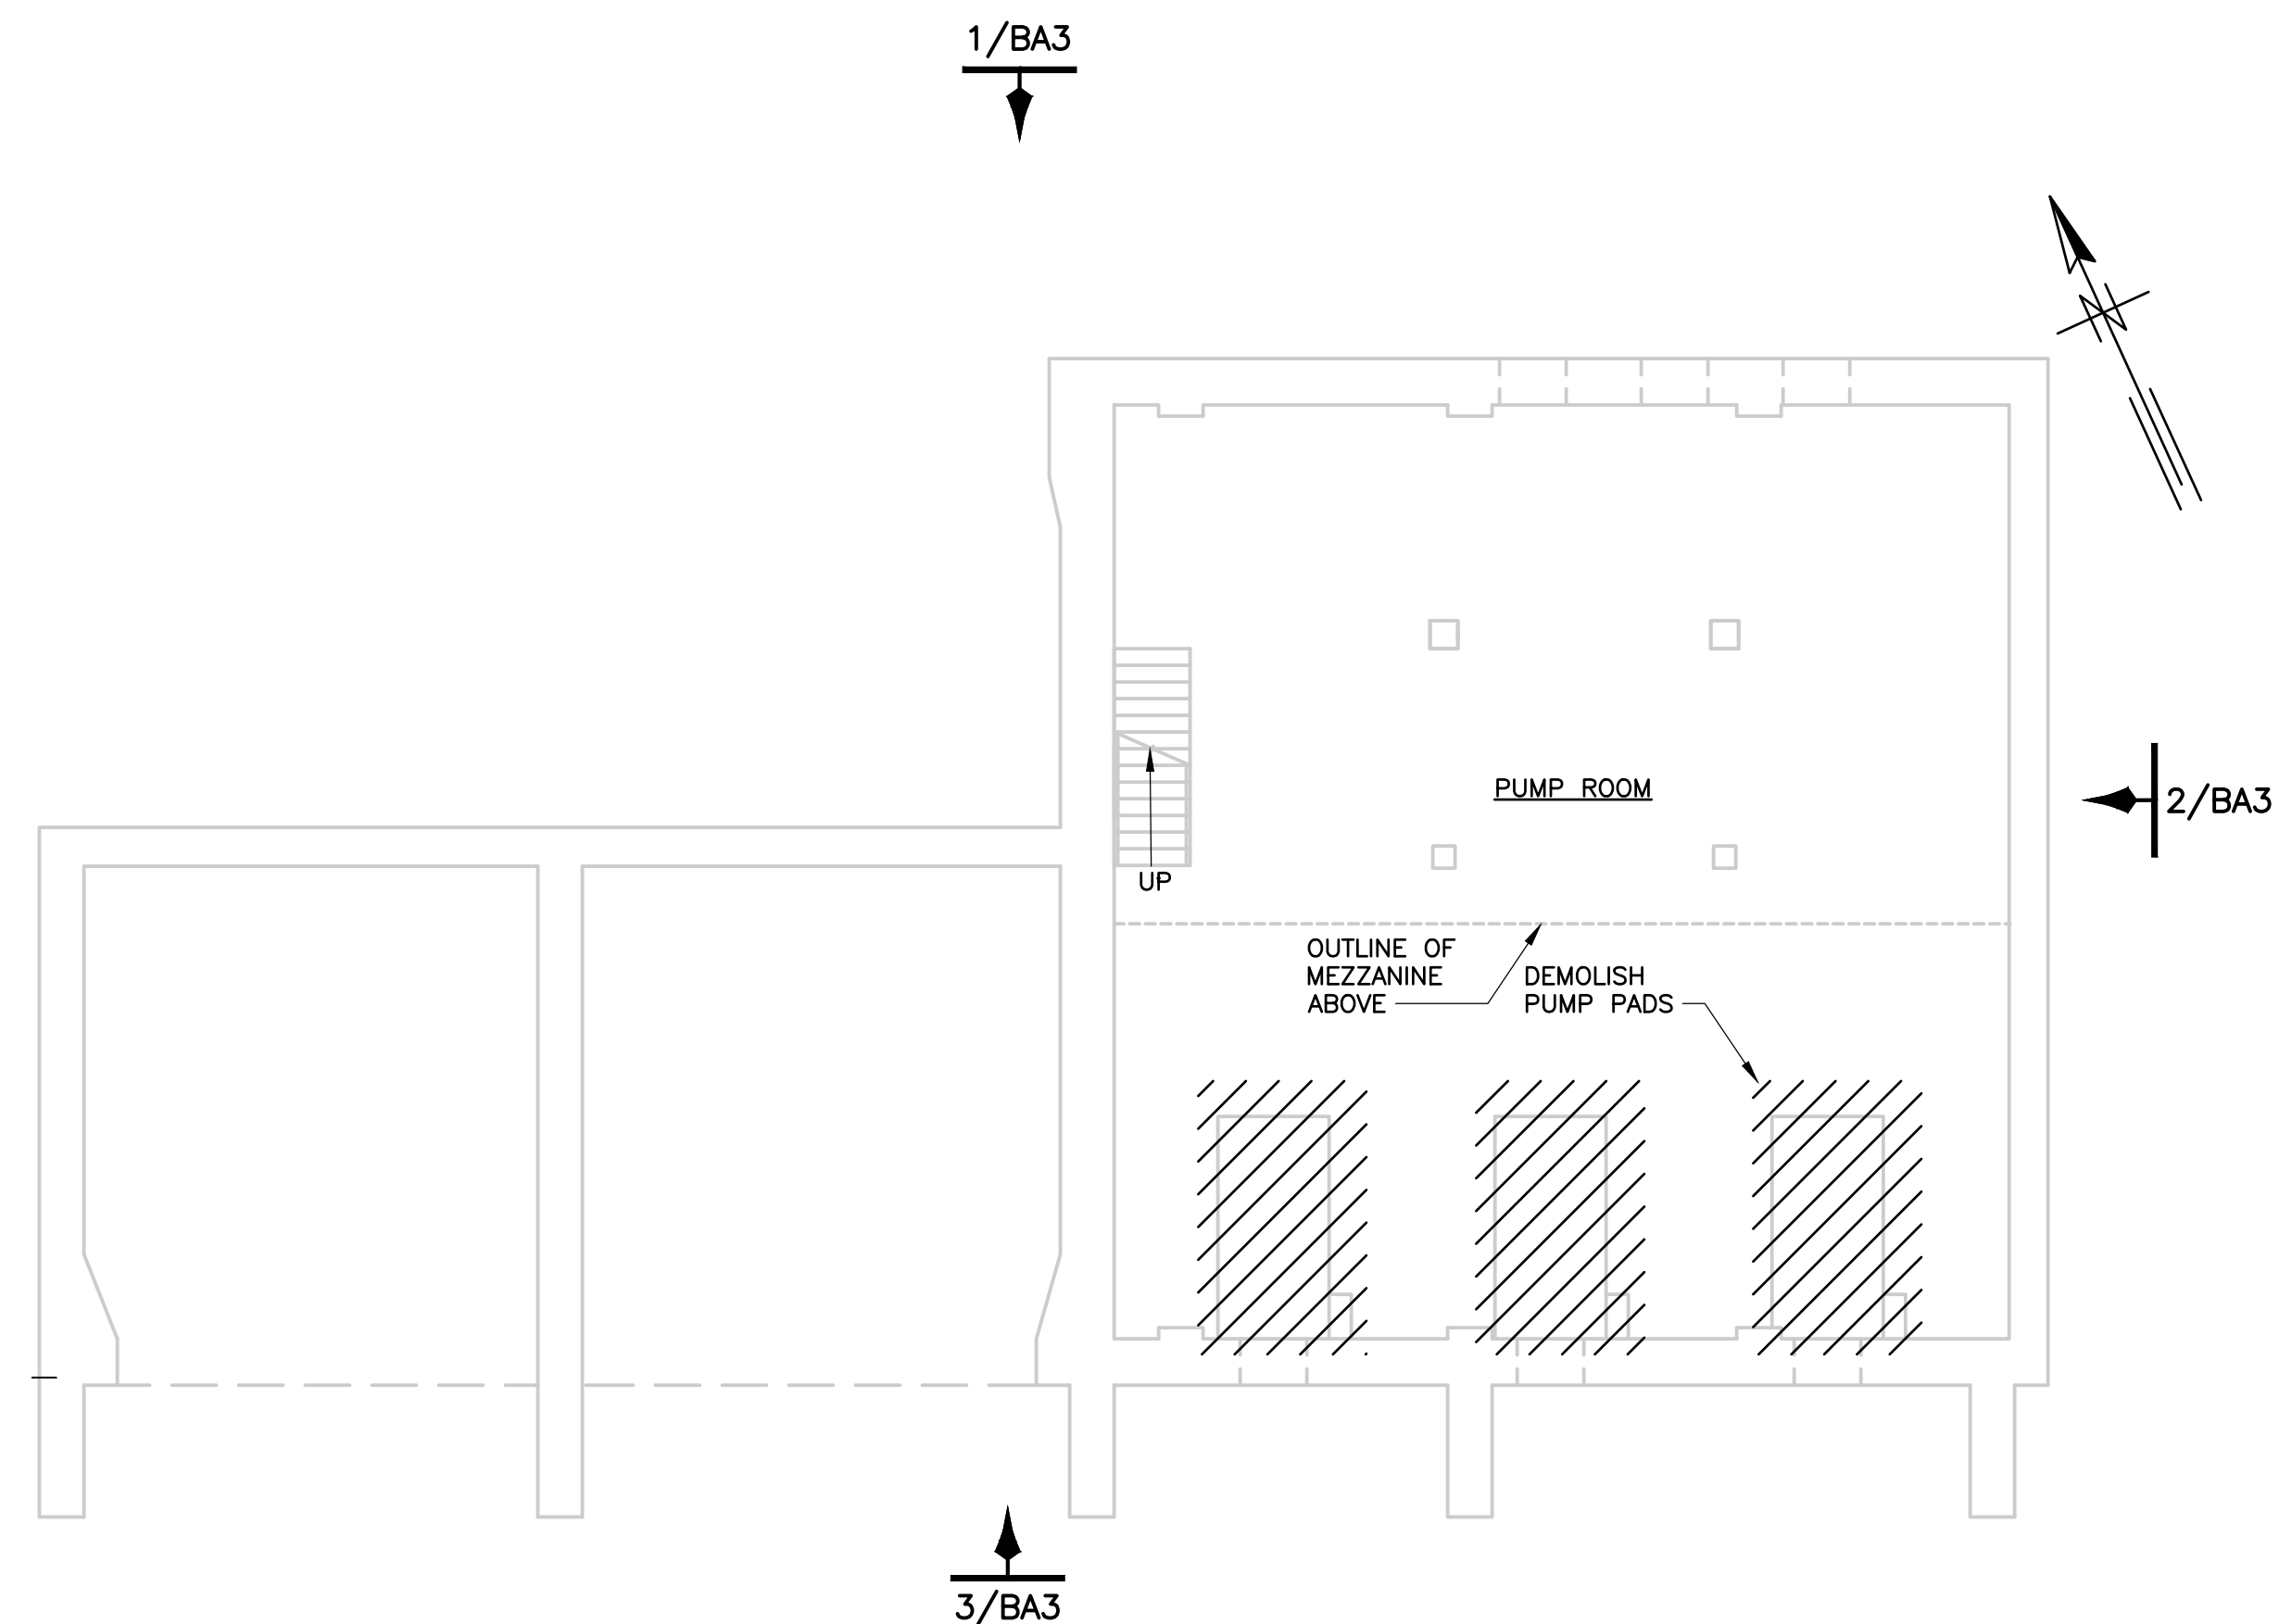 1/BA3
N
PUMP ROOM
2/BA3
UP
OUTLINE OF
MEZZANINE
ABOVE
DEMOLISH
PUMP PADS
3/BA3